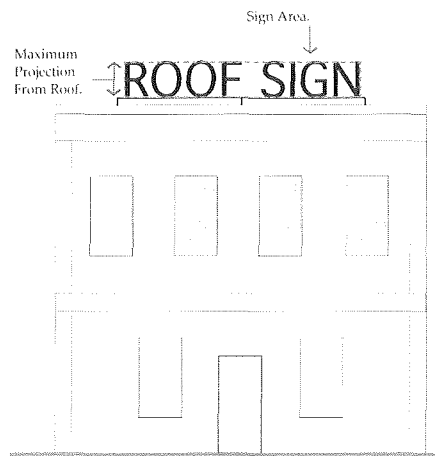 Sign Area.
Maximum
Projection
From Roof.
ROOF SIGN